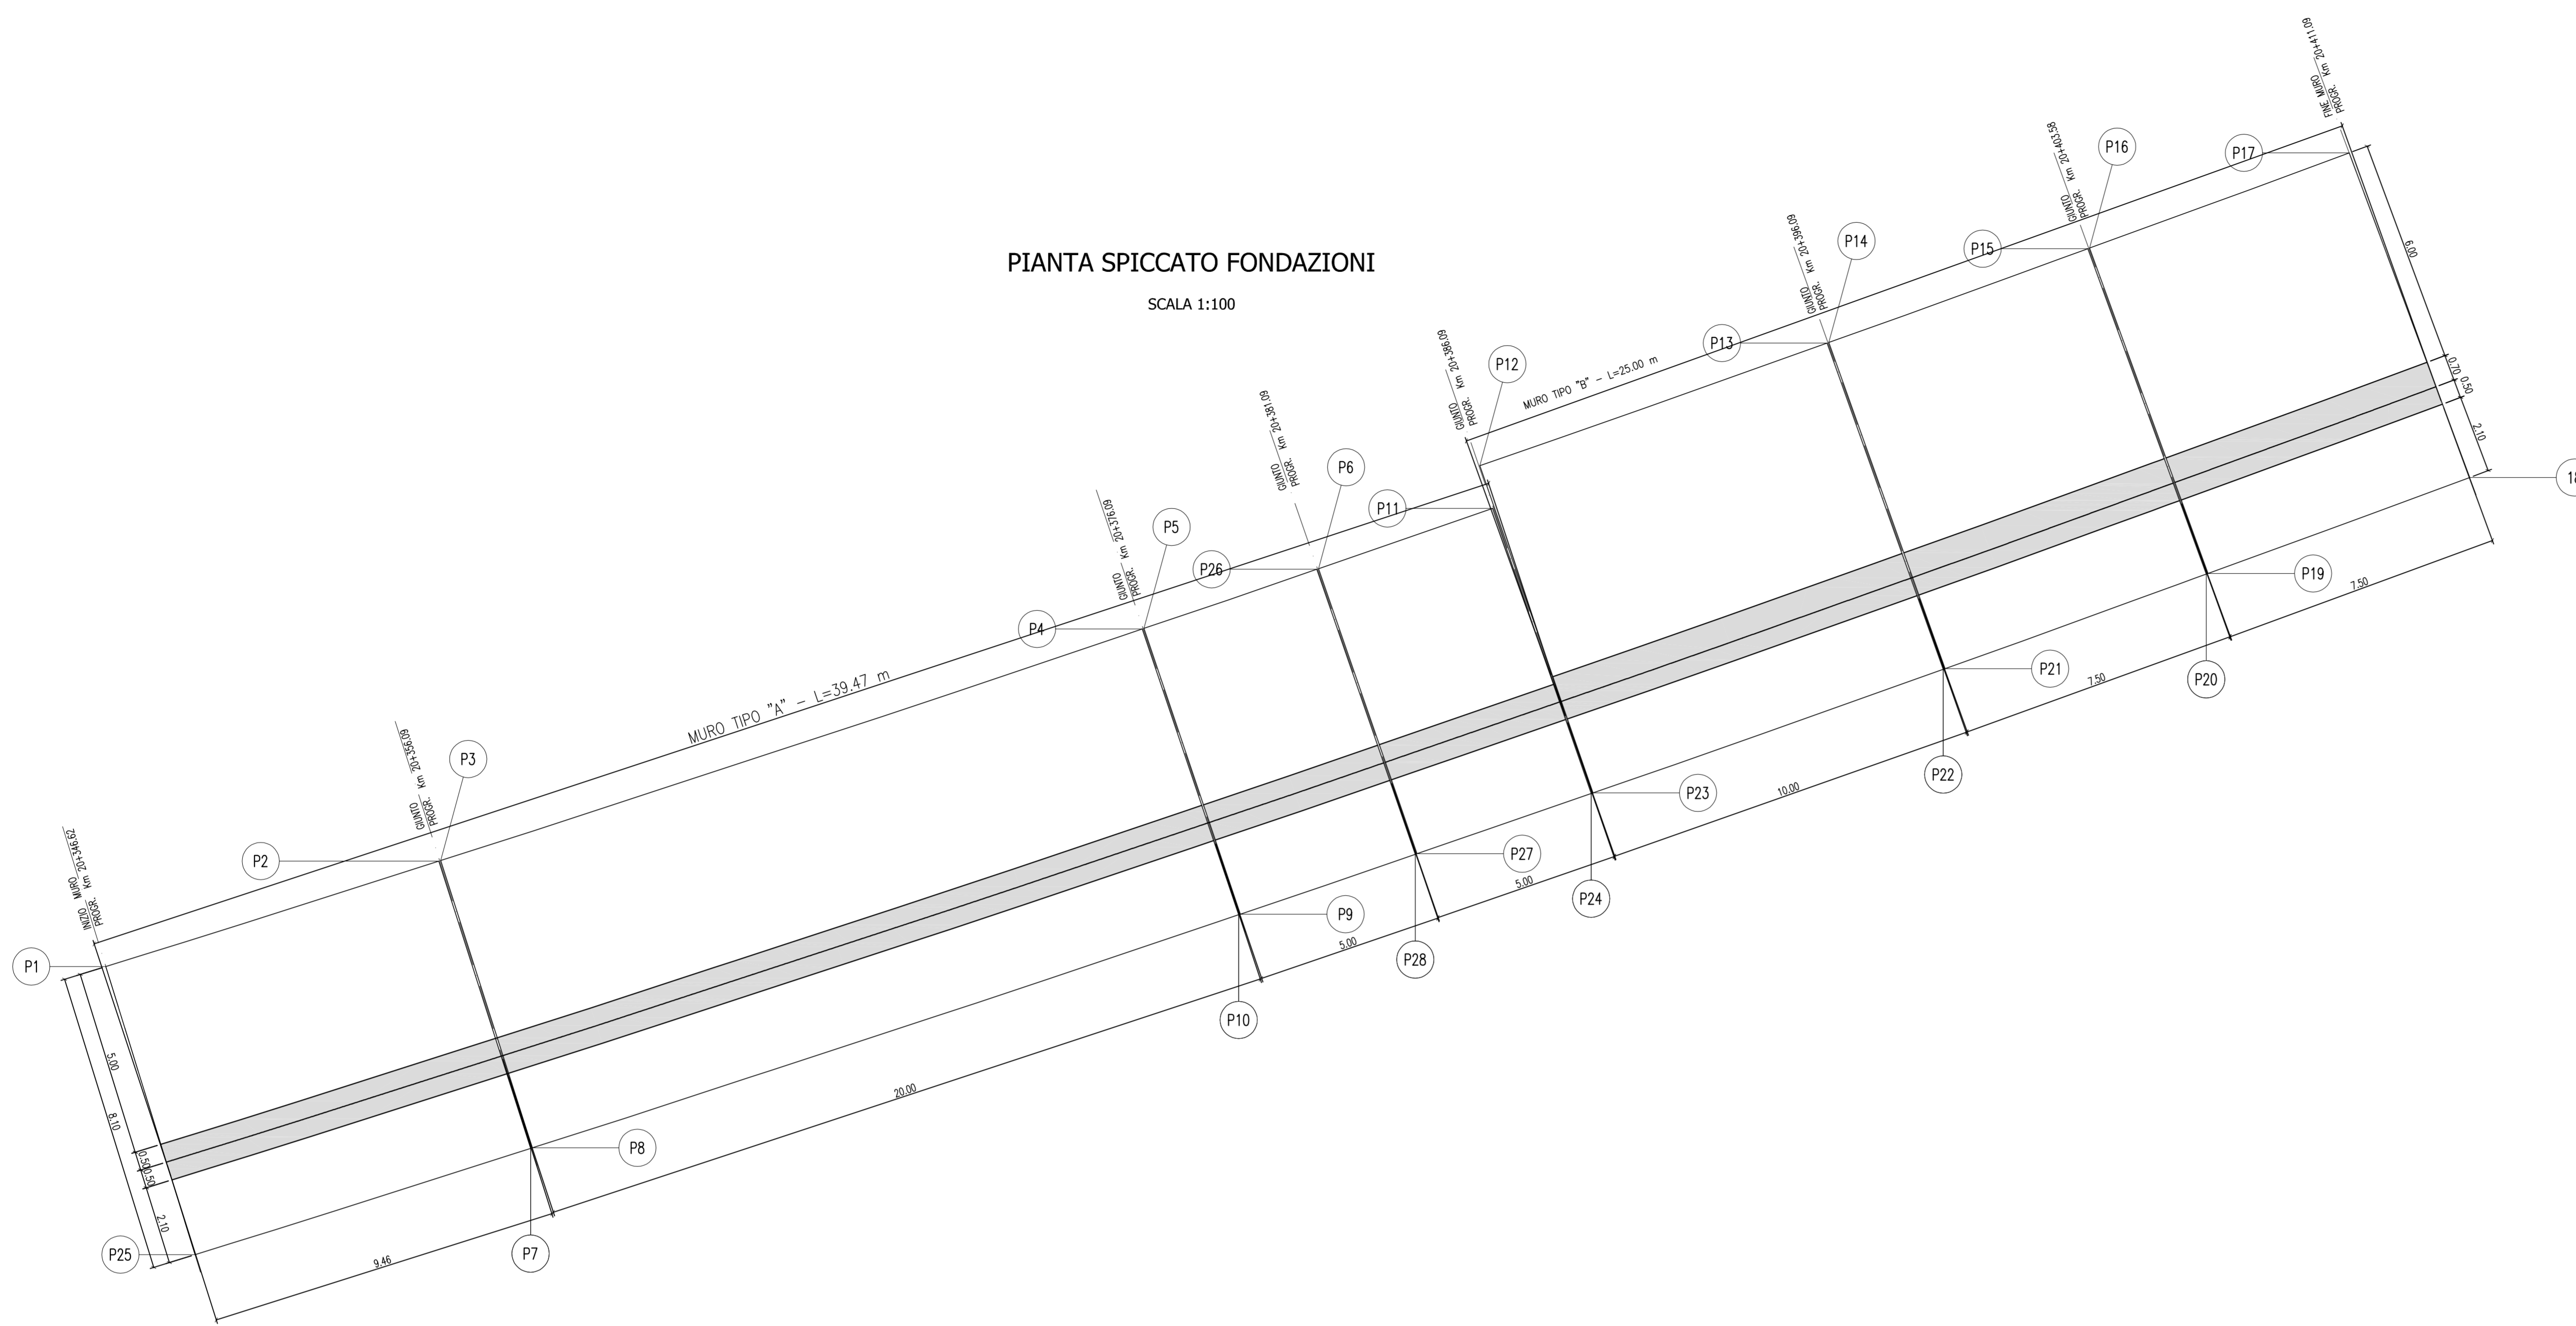 PIANTA SPICCATO FONDAZIONI
SCALA 1:100
INIZIO MURO
PROGR. Km 20+346.62
GIUNTO
PROGR. Km 20+356.09
GIUNTO
PROGR. Km 20+376.09
GIUNTO
PROGR. Km 20+381.09
GIUNTO
PROGR. Km 20+386.09
GIUNTO
PROGR. Km 20+396.09
GIUNTO
PROGR. Km 20+403.58
FINE MURO
PROGR. Km 20+411.09
MURO TIPO "A" - L=39.47 m
MURO TIPO "B" - L=25.00 m
P1
P2
P3
P4
P5
P26
P6
P11
P12
P13
P14
P15
P16
P17
6.00
0.70
0.50
2.10
P19
P20
P21
P22
P23
P24
P27
P28
P9
P10
P8
P7
P25
5.00
8.10
0.50
0.50
2.10
9.46
20.00
5.00
5.00
10.00
7.50
7.50